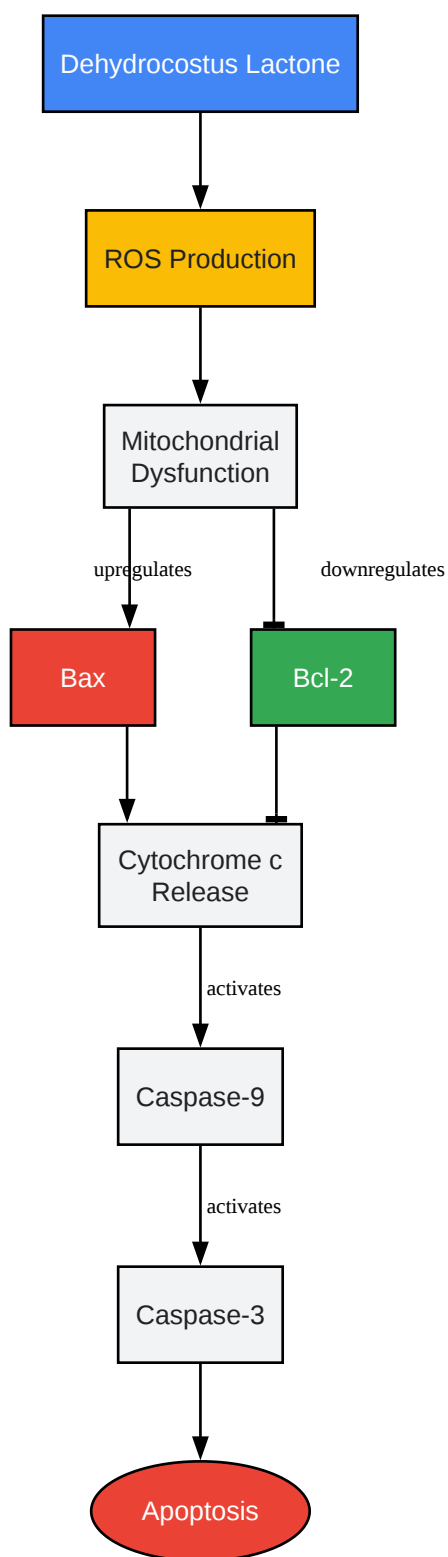 Dehydrocostus Lactone
ROS Production
Mitochondrial
Dysfunction
upregulates
downregulates
Bax
Bcl-2
Cytochrome c
Release
activates
Caspase-9
activates
Caspase-3
Apoptosis